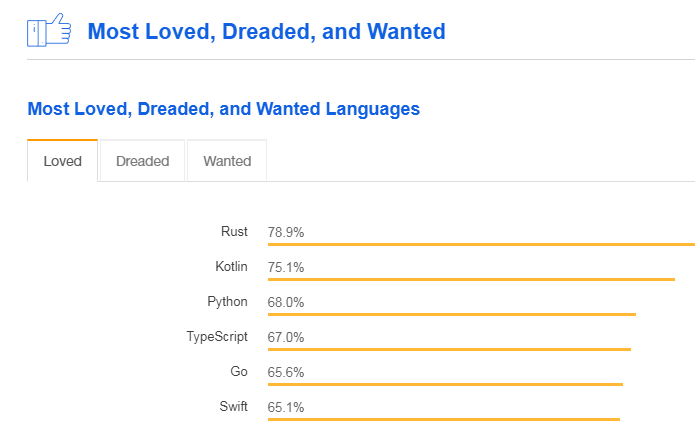 Most Loved, Dreaded, and Wanted
Most Loved, Dreaded, and Wanted Languages
Loved Dreaded Wanted
Rust 78.9%
Kotlin 75.1%
Python 68.0%
TypeScript 67.0%
Go 65.6%
Swift 65.1%